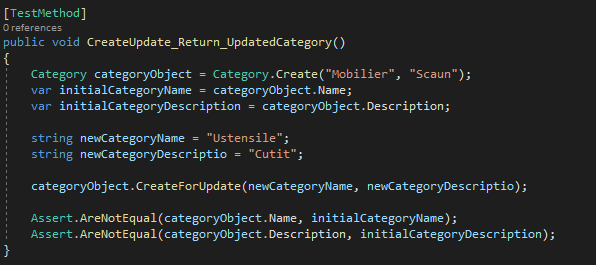 [TestMethod]
0 references
public void CreateUpdate_Return_UpdatedCategory()
{
Category categoryObject = Category.Create("Mobilier", "Scaun");
var initialCategoryName = categoryObject.Name;
var initialCategoryDescription = categoryObject.Description;
string newCategoryName = "Ustensile";
string newCategoryDescriptio = "Cutit";
categoryObject.CreateForUpdate(newCategoryName, newCategoryDescriptio);
Assert.AreNotEqual(categoryObject.Name, initialCategoryName);
Assert.AreNotEqual(categoryObject.Description, initialCategoryDescription);
}